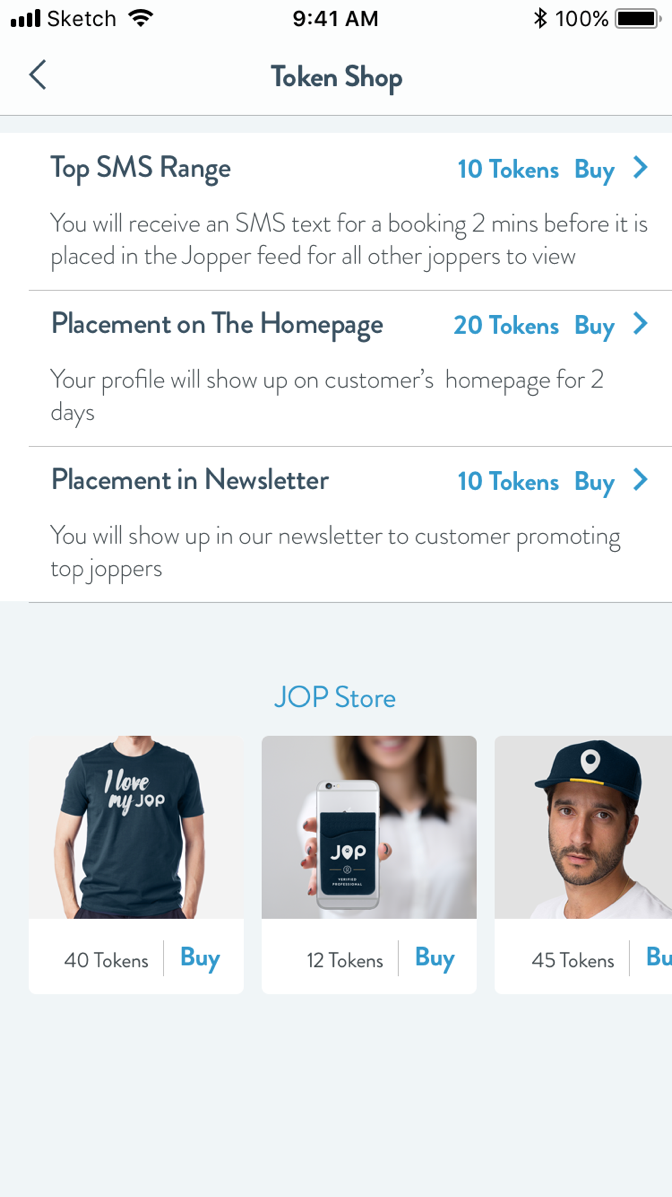 Sketch 9:41 AM 100%
Token Shop
Top SMS Range 10 Tokens Buy
You will receive an SMS text for a booking 2 mins before it is
placed in the Jopper feed for all other joppers to view
Placement on The Homepage 20 Tokens Buy
Your profile will show up on customer’s homepage for 2
days
Placement in Newsletter 10 Tokens Buy
You will show up in our newsletter to customer promoting
top joppers
JOP Store
I love
my JOP
JOP
VERIFIED
PROFESSIONAL
40 Tokens Buy 12 Tokens Buy 45 Tokens Bu